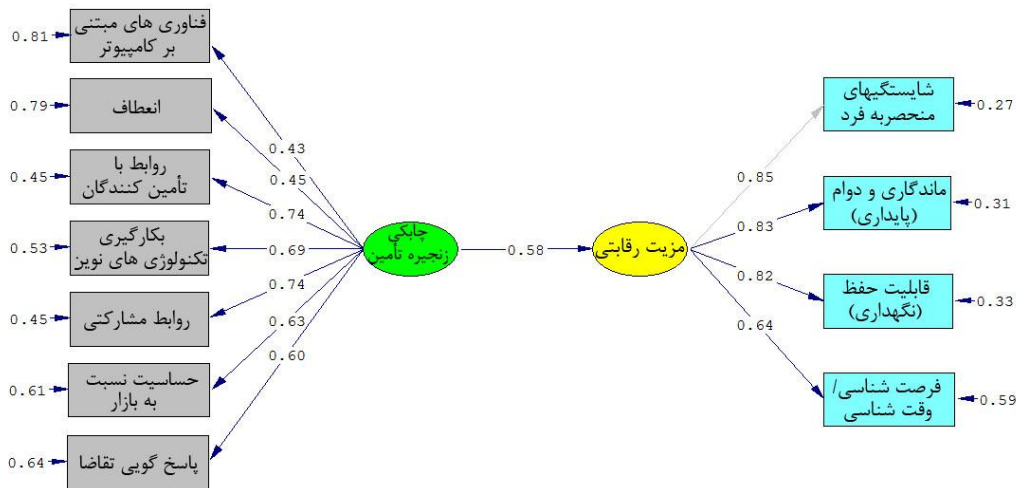 0.81
فناوری های مبتنی
بر کامپیوتر
0.79
انعطاف
0.45
روابط با
تأمین کنندگان
0.53
بکارگیری
تکنولوژی های نوین
0.45
روابط مشارکتی
0.61
حساسیت نسبت
به بازار
0.64
پاسخ گویی تقاضا
0.43
0.45
0.74
0.69
0.74
0.63
0.60
چابکی
زنجیره تأمین
0.58
مزیت رقابتی
0.85
0.83
0.82
0.64
شایستگیهای
منحصربه فرد
0.27
ماندگاری و دوام
(پایداری)
0.31
قابلیت حفظ
(نگهداری)
0.33
فرصت شناسی/
وقت شناسی
0.59